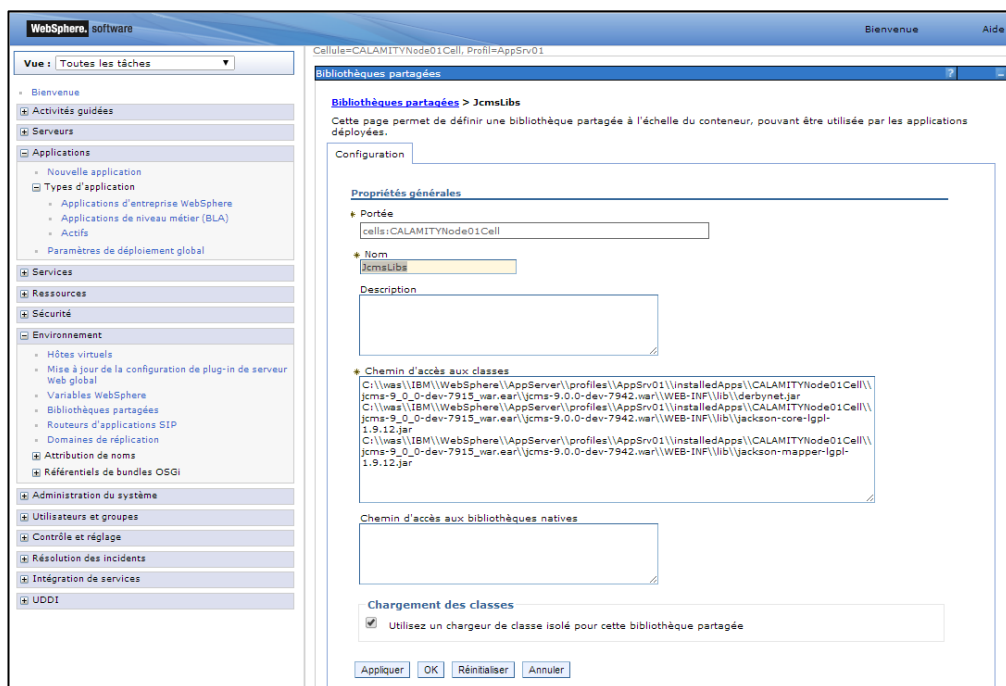 WebSphere. software
Bienvenue
Aide
Cellule=CALAMITYNode01Cell, Profil=AppSrv01
Vue : Toutes les tâches
Bienvenue
Activités guidées
Serveurs
Applications
Nouvelle application
Types d'application
Applications d'entreprise WebSphere
Applications de niveau métier (BLA)
Actifs
Paramètres de déploiement global
Services
Ressources
Sécurité
Environnement
Hôtes virtuels
Mise à jour de la configuration de plug-in de serveur
Web global
Variables WebSphere
Bibliothèques partagées
Routeurs d'applications SIP
Domaines de réplication
Attribution de noms
Référentiels de bundles OSGi
Administration du système
Utilisateurs et groupes
Contrôle et réglage
Résolution des incidents
Intégration de services
UDDI
Bibliothèques partagées
?
Bibliothèques partagées > JcmsLibs
Cette page permet de définir une bibliothèque partagée à l'échelle du conteneur, pouvant être utilisée par les applications
déployées.
Configuration
Propriétés générales
* Portée
cells:CALAMITYNode01Cell
* Nom
JcmsLibs
Description
* Chemin d'accès aux classes
C:\\was\\IBM\\WebSphere\\AppServer\\profiles\\AppSrv01\\installedApps\\CALAMITYNode01Cell\\
jcms-9_0_0-dev-7915_war.ear\\jcms-9.0.0-dev-7942.war\\WEB-INF\\lib\\derbynet.jar
C:\\was\\IBM\\WebSphere\\AppServer\\profiles\\AppSrv01\\installedApps\\CALAMITYNode01Cell\\
jcms-9_0_0-dev-7915_war.ear\\jcms-9.0.0-dev-7942.war\\WEB-INF\\lib\\jackson-core-lgpl-
1.9.12.jar
C:\\was\\IBM\\WebSphere\\AppServer\\profiles\\AppSrv01\\installedApps\\CALAMITYNode01Cell\\
jcms-9_0_0-dev-7915_war.ear\\jcms-9.0.0-dev-7942.war\\WEB-INF\\lib\\jackson-mapper-lgpl-
1.9.12.jar
Chemin d'accès aux bibliothèques natives
Chargement des classes
Utilisez un chargeur de classe isolé pour cette bibliothèque partagée
Appliquer OK Réinitialiser Annuler